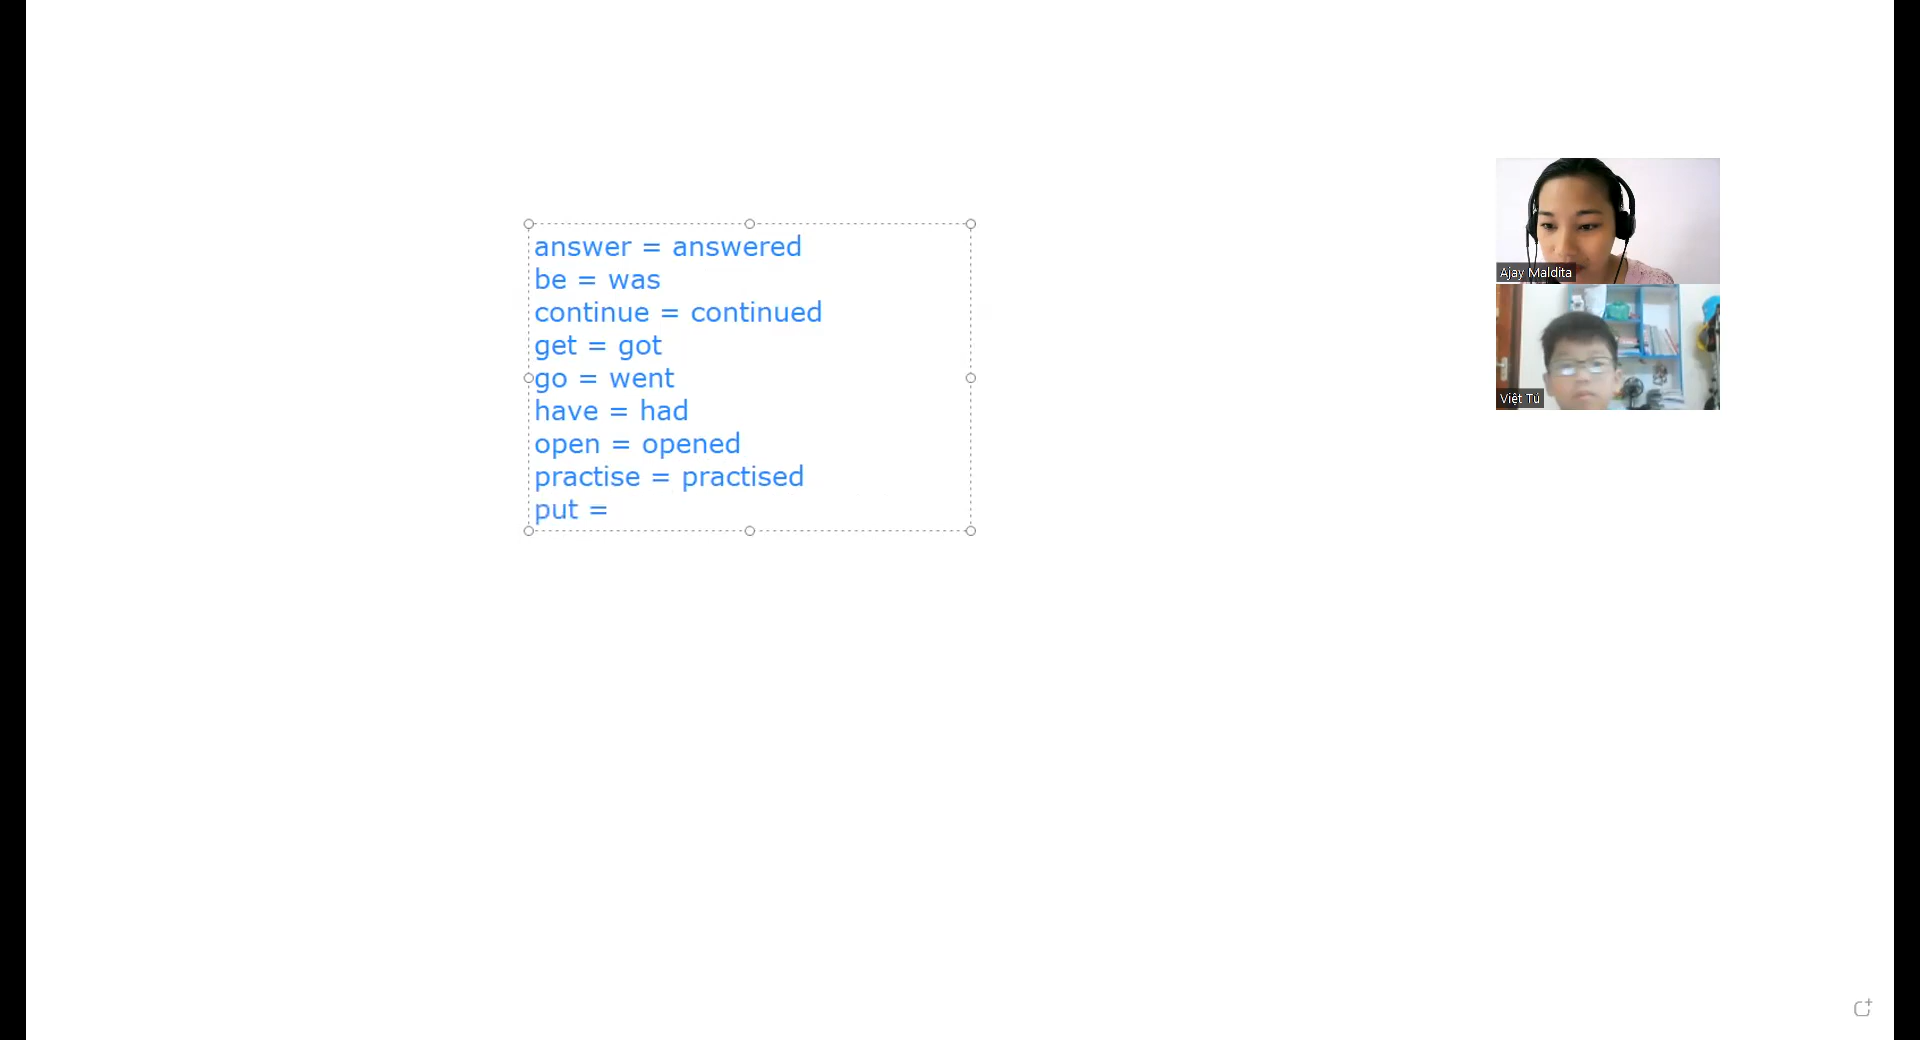 answer = answered
be = was
continue = continued
get = got
go = went
have = had
open = opened
practise = practised
put =
Ajay Maldita
Việt Tú